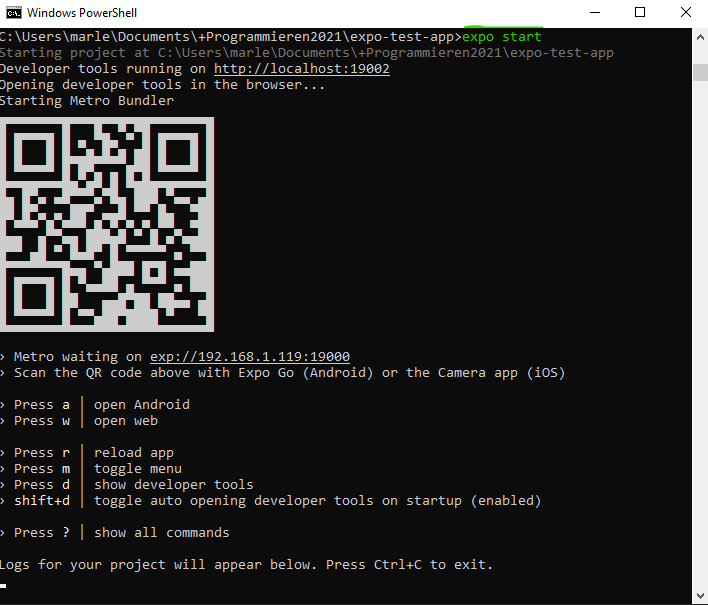 Windows PowerShell
C:\Users\marle\Documents\+Programmieren2021\expo-test-app>expo start
Starting project at C:\Users\marle\Documents\+Programmieren2021\expo-test-app
Developer tools running on http://localhost:19002
Opening developer tools in the browser...
Starting Metro Bundler
› Metro waiting on exp://192.168.1.119:19000
› Scan the QR code above with Expo Go (Android) or the Camera app (iOS)
› Press a │ open Android
› Press w │ open web
› Press r │ reload app
› Press m │ toggle menu
› Press d │ show developer tools
› shift+d │ toggle auto opening developer tools on startup (enabled)
› Press ? │ show all commands
Logs for your project will appear below. Press Ctrl+C to exit.